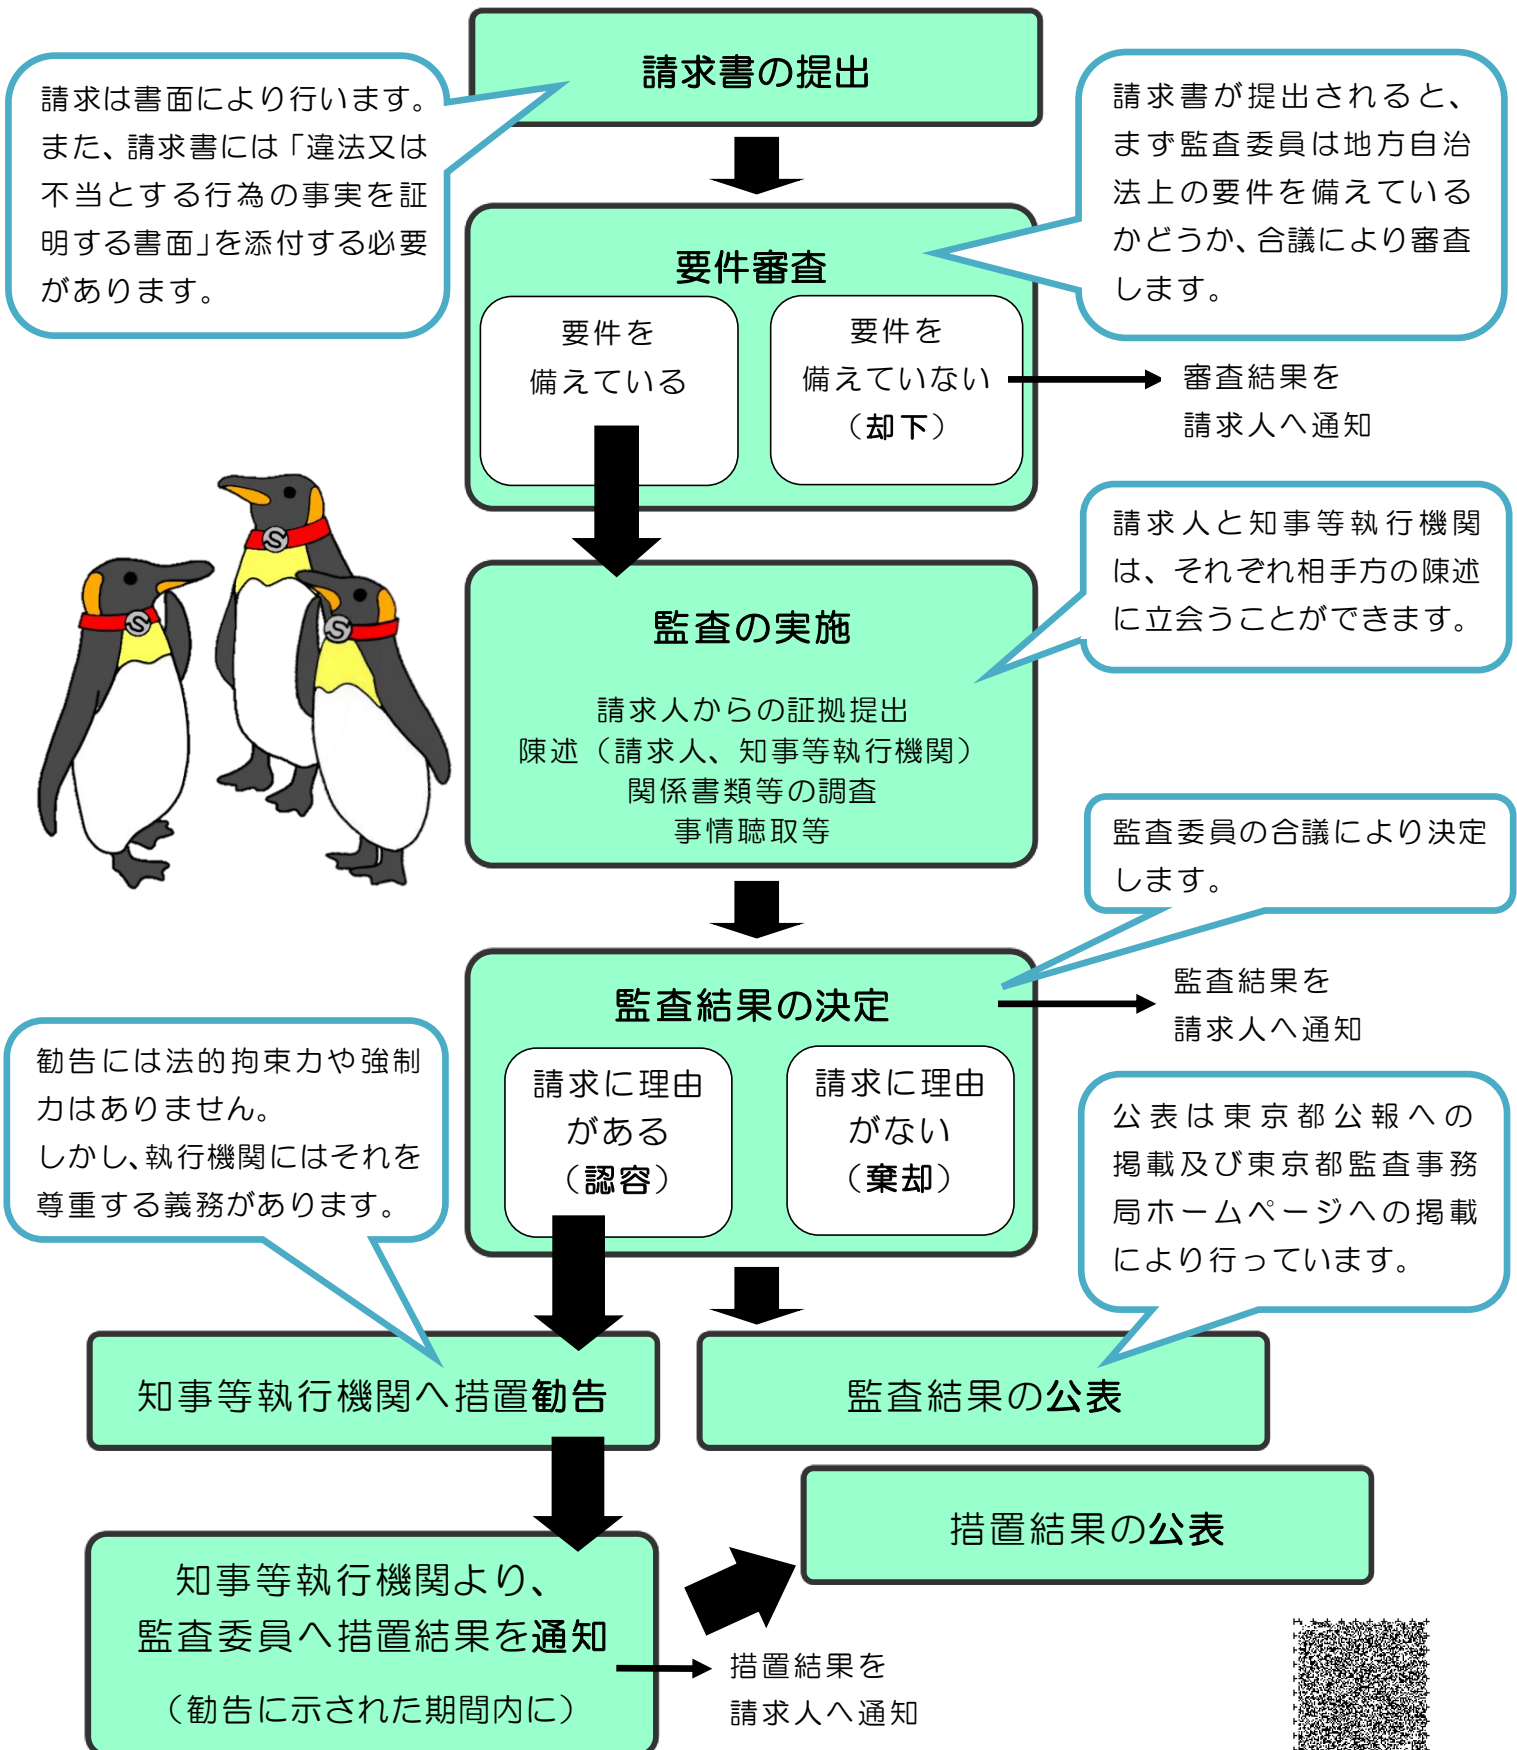 請求書の提出
請求は書面により行います。
また、請求書には「違法又は
不当とする行為の事実を証
明する書面」を添付する必要
があります。
請求書が提出されると、
まず監査委員は地方自治
法上の要件を備えている
かどうか、合議により審査
します。
要件審査
要件を
備えている
要件を
備えていない
（却下）
審査結果を
請求人へ通知
請求人と知事等執行機関
は、それぞれ相手方の陳述
に立会うことができます。
S
S
S
監査の実施
請求人からの証拠提出
陳述（請求人、知事等執行機関）
関係書類等の調査
事情聴取等
監査委員の合議により決定
します。
監査結果の決定
監査結果を
請求人へ通知
請求に理由
がある
（認容）
請求に理由
がない
（棄却）
勧告には法的拘束力や強制
力はありません。
しかし、執行機関にはそれを
尊重する義務があります。
公表は東京都公報への
掲載及び東京都監査事務
局ホームページへの掲載
により行っています。
知事等執行機関へ措置勧告
監査結果の公表
措置結果の公表
知事等執行機関より、
監査委員へ措置結果を通知
（勧告に示された期間内に）
措置結果を
請求人へ通知